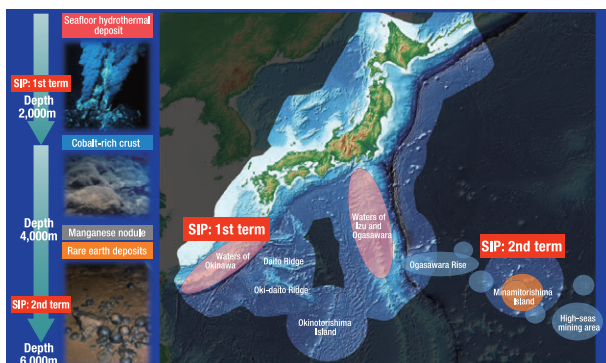 Seafloor hydrothermal
deposit
SIP: 1st term
Depth
2,000m
Cobalt-rich crust
Depth
4,000m
Manganese nodule
Rare earth deposits
SIP: 2nd term
Depth
6,000m
SIP: 1st term
Waters of
Okinawa
Daito Ridge
Oki-daito Ridge
Okinotorishima
Island
Waters of
Izu and
Ogasawara
Ogasawara Rise
SIP: 2nd term
Minamitorishima
Island
High-seas
mining area